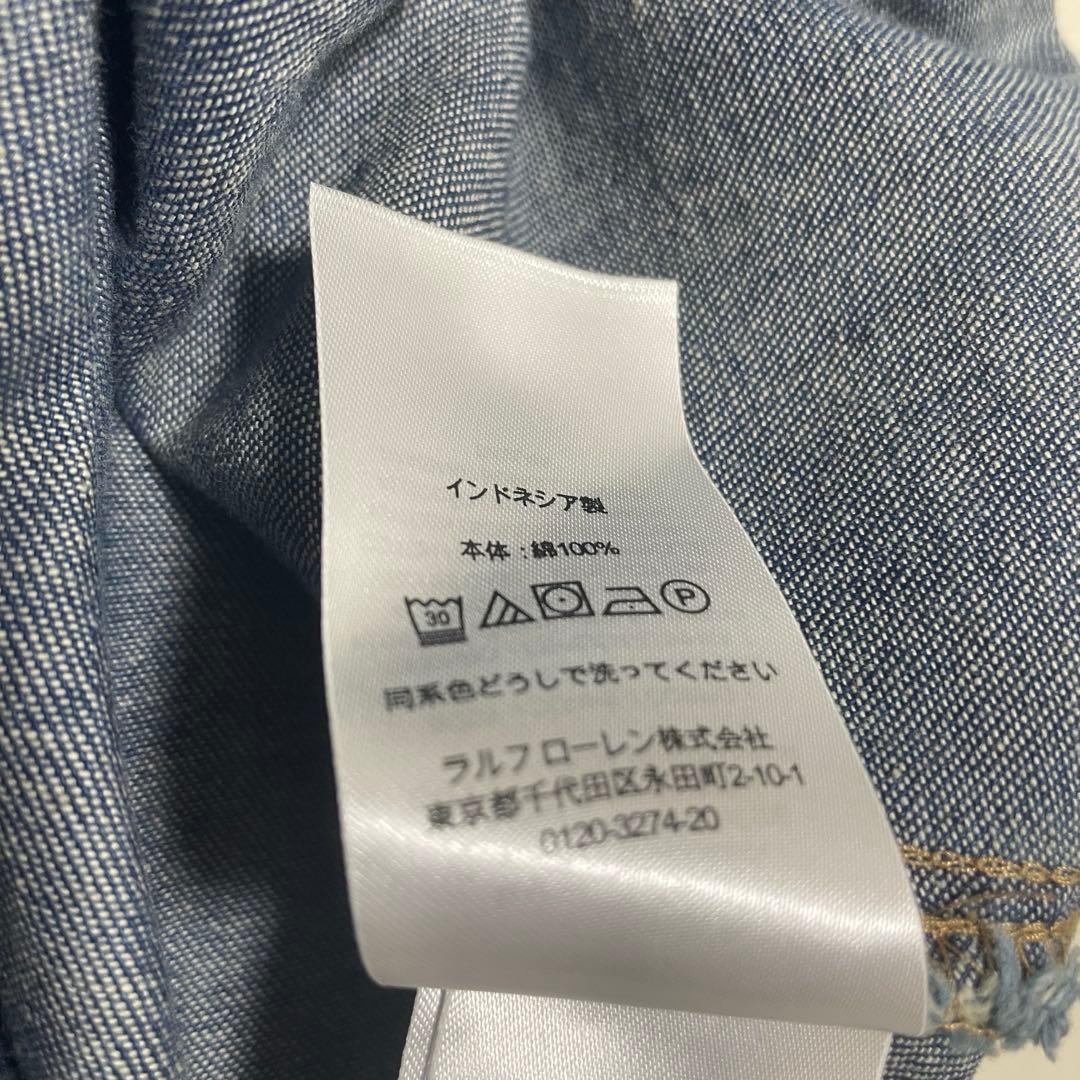 インドネシア製
本体：綿100%
30 P
同系色どうしで洗ってください
ラルフ ローレン株式会社
東京都千代田区永田町2-10-1
0120-3274-20